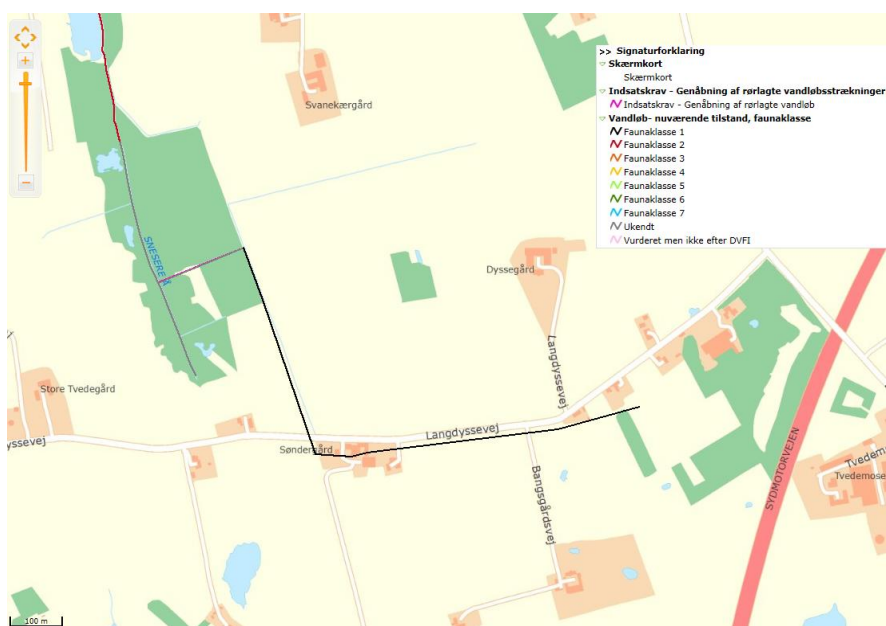 >> Signaturforklaring
Skærmkort
Skærmkort
Indsatskrav - Genåbning af rørlagte vandløbsstrækninger
Indsatskrav - Genåbning af rørlagte vandløb
Vandløb- nuværende tilstand, faunaklasse
Faunaklasse 1
Faunaklasse 2
Faunaklasse 3
Faunaklasse 4
Faunaklasse 5
Faunaklasse 6
Faunaklasse 7
Ukendt
Vurderet men ikke efter DVFI
Svanekærgård
SNESERE Å
Dyssegård
Langdyssevej
Store Tvedegård
yssevej
Langdyssevej
Søndergård
Bangsgårdsvej
SYDMOTORVEJEN
Tvedemo
Tvedemose
100 m